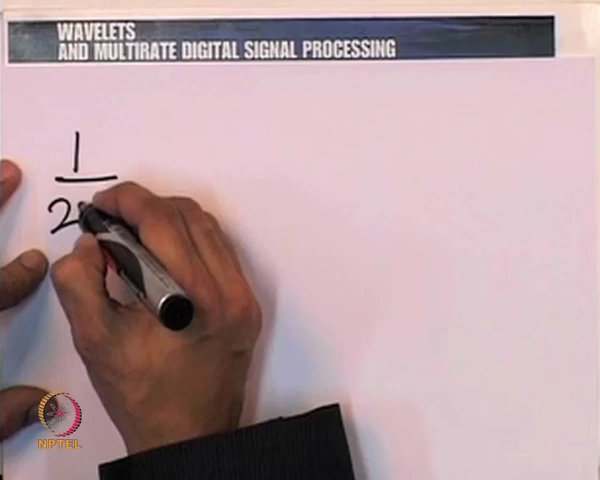 WAVELETS
AND MULTIRATE DIGITAL SIGNAL PROCESSING
1
2
NPTEL